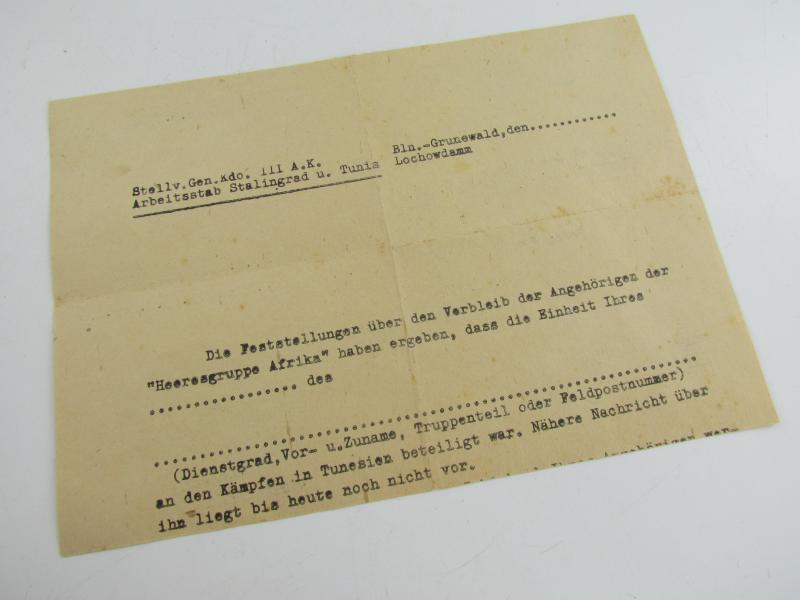 Stellv.Gen.Kdo. III A.K.
Arbeitsstab Stalingrad u. Tunis
Bln.-Grunewald,den............
Lochowdamm
Die Feststellungen über den Verbleib der Angehörigen der
"Heeresgruppe Afrika" haben ergeben, dass die Einheit Ihres
................. des
..............................................................
(Dienstgrad,Vor- u.Zuname, Truppenteil oder Feldpostnummer)
an den Kämpfen in Tunesien beteiligt war. Nähere Nachricht über
ihn liegt bis heute noch nicht vor.
Angehörigen wer-